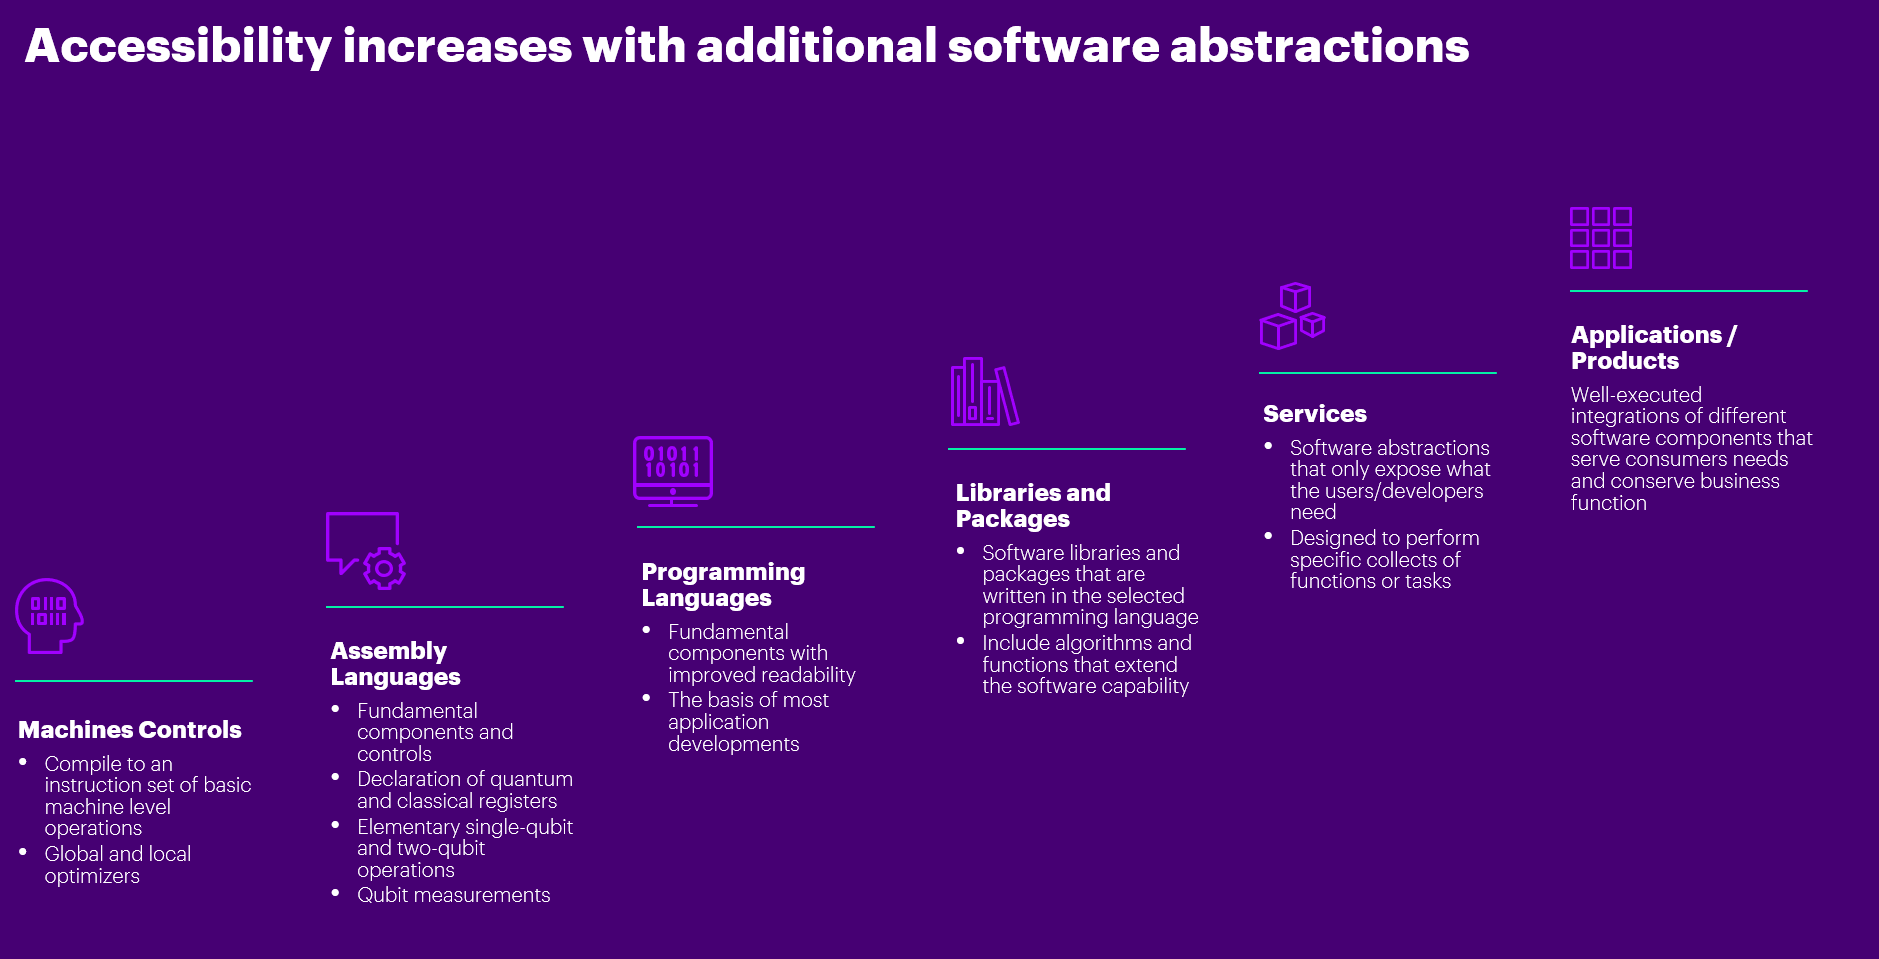 Accessibility increases with additional software abstractions
01011
10101
0110
10111
Machines Controls
• Compile to an
instruction set of basic
machine level
operations
• Global and local
optimizers
Assembly
Languages
• Fundamental
components and
controls
• Declaration of quantum
and classical registers
• Elementary single-qubit
and two-qubit
operations
• Qubit measurements
Programming
Languages
• Fundamental
components with
improved readability
• The basis of most
application
developments
Libraries and
Packages
• Software libraries and
packages that are
written in the selected
programming language
• Include algorithms and
functions that extend
the software capability
Services
• Software abstractions
that only expose what
the users/developers
need
• Designed to perform
specific collects of
functions or tasks
Applications /
Products
Well-executed
integrations of different
software components that
serve consumers needs
and conserve business
function